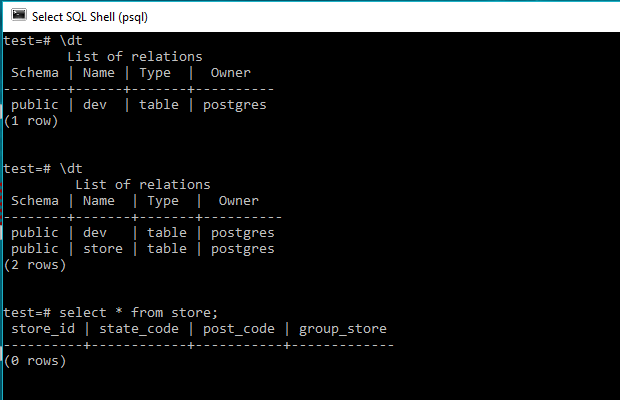 Select SQL Shell (psql)
test=# \dt
        List of relations
 Schema | Name | Type  |  Owner
--------+------+-------+----------
 public | dev  | table | postgres
(1 row)
test=# \dt
         List of relations
 Schema | Name  | Type  |  Owner
--------+-------+-------+----------
 public | dev   | table | postgres
 public | store | table | postgres
(2 rows)
test=# select * from store;
 store_id | state_code | post_code | group_store
----------+------------+-----------+-------------
(0 rows)